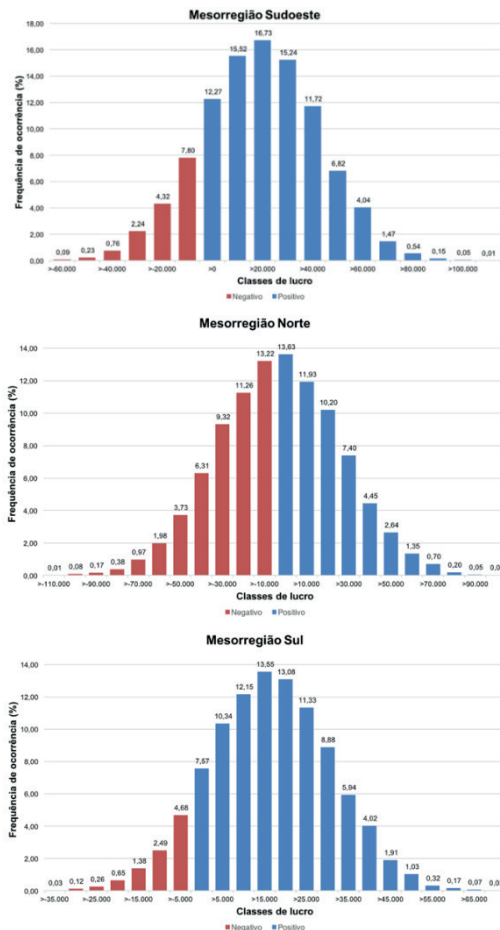 Mesorregião Sudoeste
Frequência de ocorrência (%)
18,00
16,00
14,00
12,00
10,00
8,00
6,00
4,00
2,00
0,00
0,09 0,23 0,76 2,24 4,32 7,80 12,27 15,52 16,73 15,24 11,72 6,82 4,04 1,47 0,54 0,15 0,05 0,01
>-60.000 >-40.000 >-20.000 >0 >20.000 >40.000 >60.000 >80.000 >100.000
Classes de lucro
Negativo Positivo
Mesorregião Norte
Frequência de ocorrência (%)
14,00
12,00
10,00
8,00
6,00
4,00
2,00
0,00
0,01 0,08 0,17 0,38 0,97 1,98 3,73 6,31 9,32 11,26 13,22 13,63 11,93 10,20 7,40 4,45 2,64 1,35 0,70 0,20 0,05
>-110.000 >-90.000 >-70.000 >-50.000 >-30.000 >-10.000 >10.000 >30.000 >50.000 >70.000 >90.000
Classes de lucro
Negativo Positivo
Mesorregião Sul
Frequência de ocorrência (%)
14,00
12,00
10,00
8,00
6,00
4,00
2,00
0,00
0,03 0,12 0,26 0,65 1,38 2,49 4,68 7,57 10,34 12,15 13,55 13,08 11,33 8,88 5,94 4,02 1,91 1,03 0,32 0,17 0,07
>-35.000 >-25.000 >-15.000 >-5.000 >5.000 >15.000 >25.000 >35.000 >45.000 >55.000 >65.000
Classes de lucro
Negativo Positivo